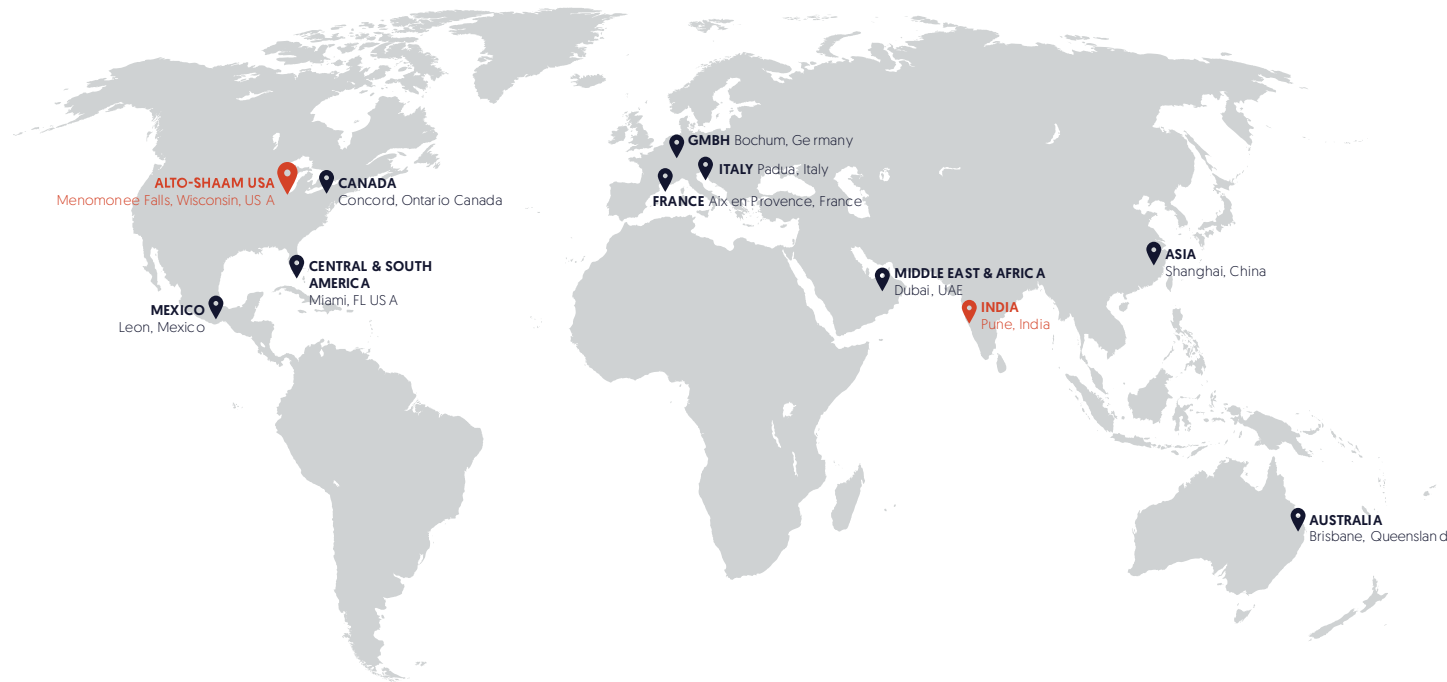 GMBH Bochum, Germany
ITALY Padua, Italy
FRANCE Aix en Provence, France
ALTO-SHAAM USA
Menomonee Falls, Wisconsin, USA
CANADA
Concord, Ontario Canada
CENTRAL & SOUTH
AMERICA
Miami, FL USA
MEXICO
Leon, Mexico
MIDDLE EAST & AFRICA
Dubai, UAE
INDIA
Pune, India
ASIA
Shanghai, China
AUSTRALIA
Brisbane, Queensland